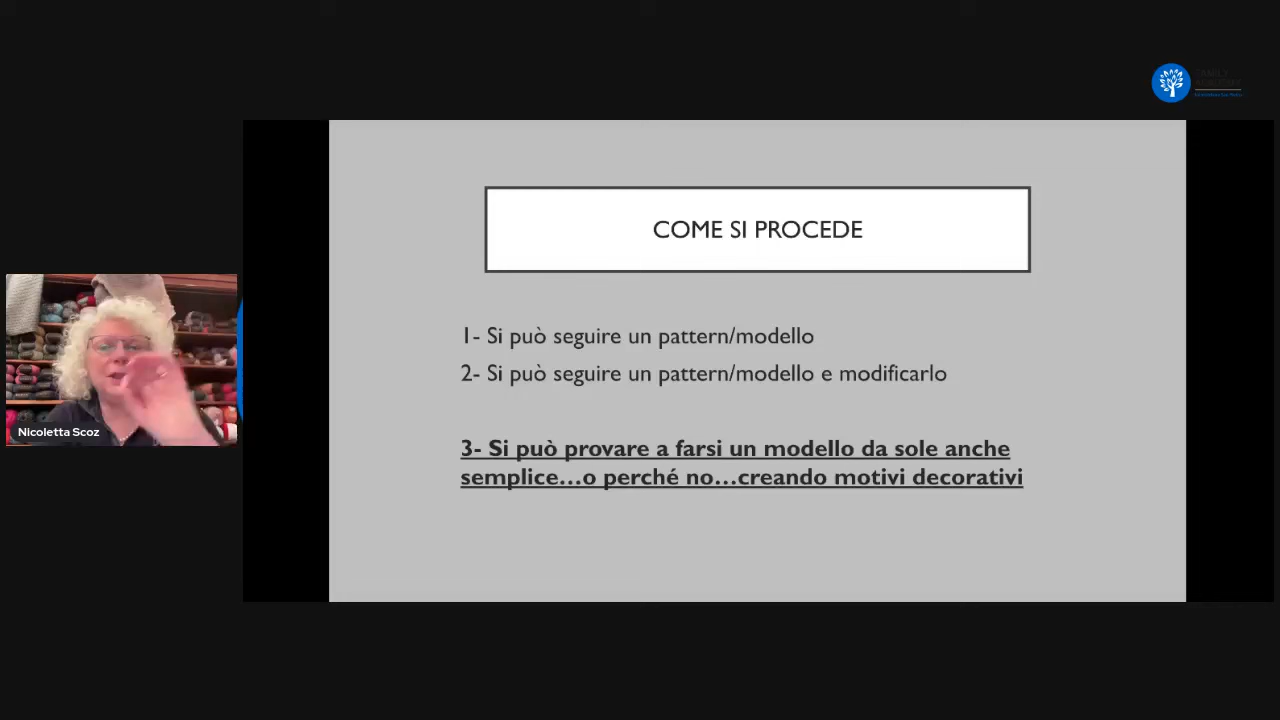 COME SI PROCEDE
1- Si può seguire un pattern/modello
2- Si può seguire un pattern/modello e modificarlo
3- Si può provare a farsi un modello da sole anche
semplice…o perché no…creando motivi decorativi
Nicoletta Scoz